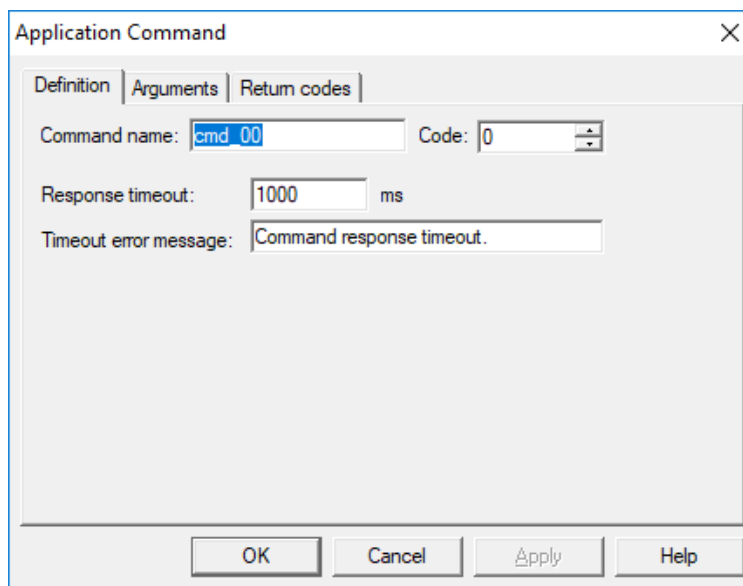 Application Command
Definition Arguments Return codes
Command name: cmd_00 Code: 0
Response timeout: 1000 ms
Timeout error message: Command response timeout.
OK Cancel Apply Help